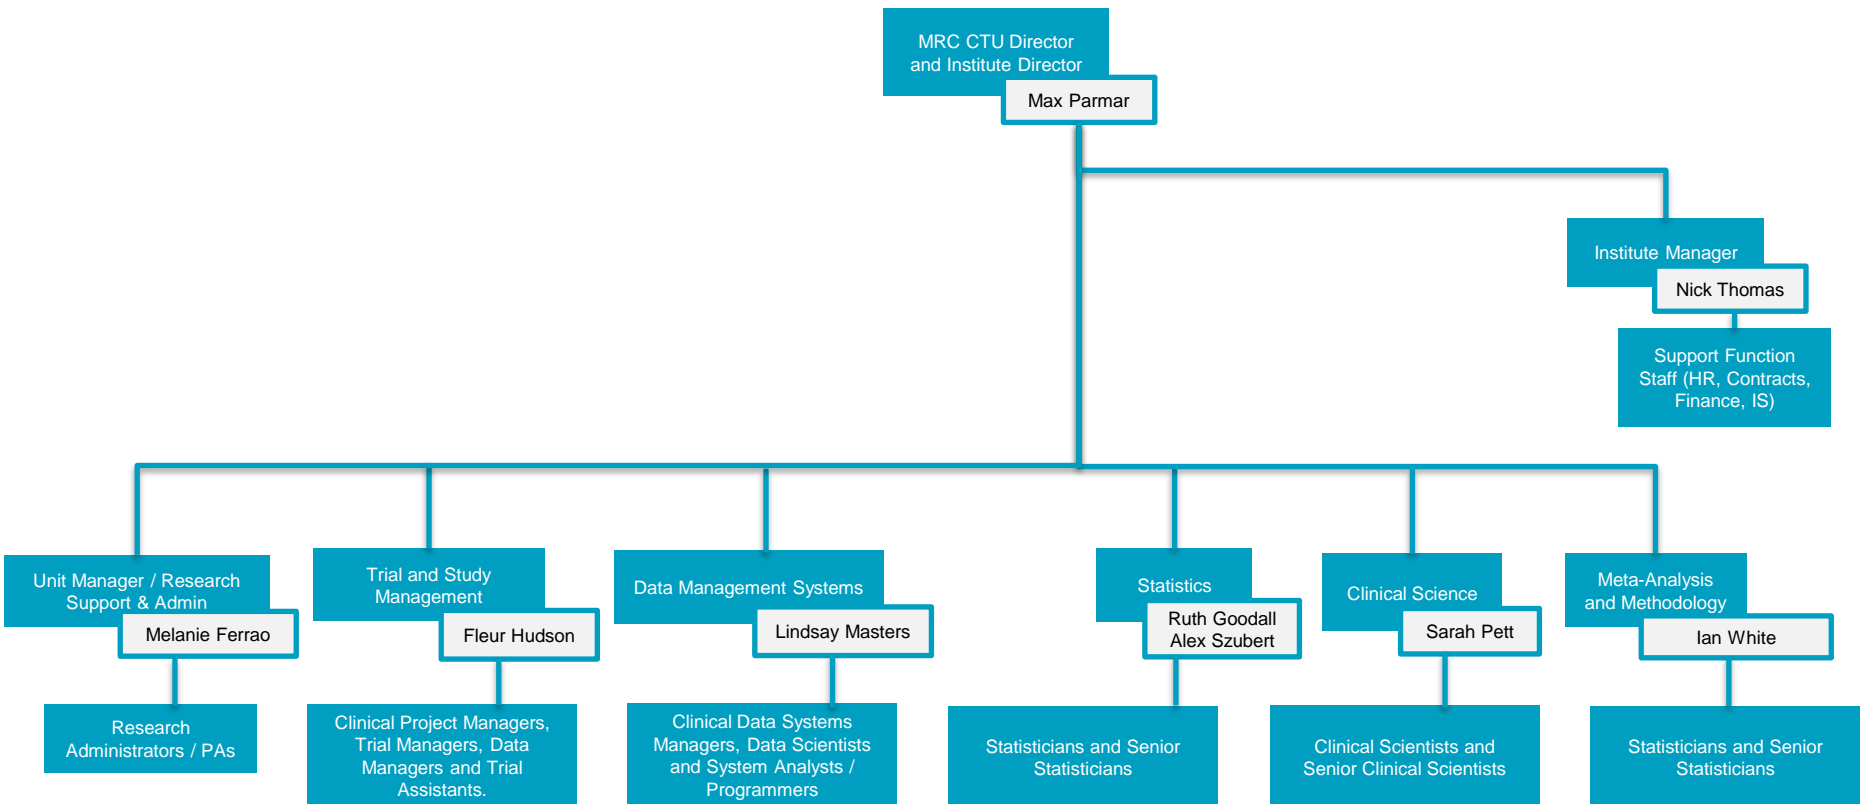 MRC CTU Director
and Institute Director
Max Parmar
Institute Manager
Nick Thomas
Support Function
Staff (HR, Contracts,
Finance, IS)
Unit Manager / Research
Support & Admin
Melanie Ferrao
Trial and Study
Management
Fleur Hudson
Data Management Systems
Lindsay Masters
Statistics
Ruth Goodall
Alex Szubert
Clinical Science
Sarah Pett
Meta-Analysis
and Methodology
Ian White
Research
Administrators / PAs
Clinical Project Managers,
Trial Managers, Data
Managers and Trial
Assistants.
Clinical Data Systems
Managers, Data Scientists
and System Analysts /
Programmers
Statisticians and Senior
Statisticians
Clinical Scientists and
Senior Clinical Scientists
Statisticians and Senior
Statisticians